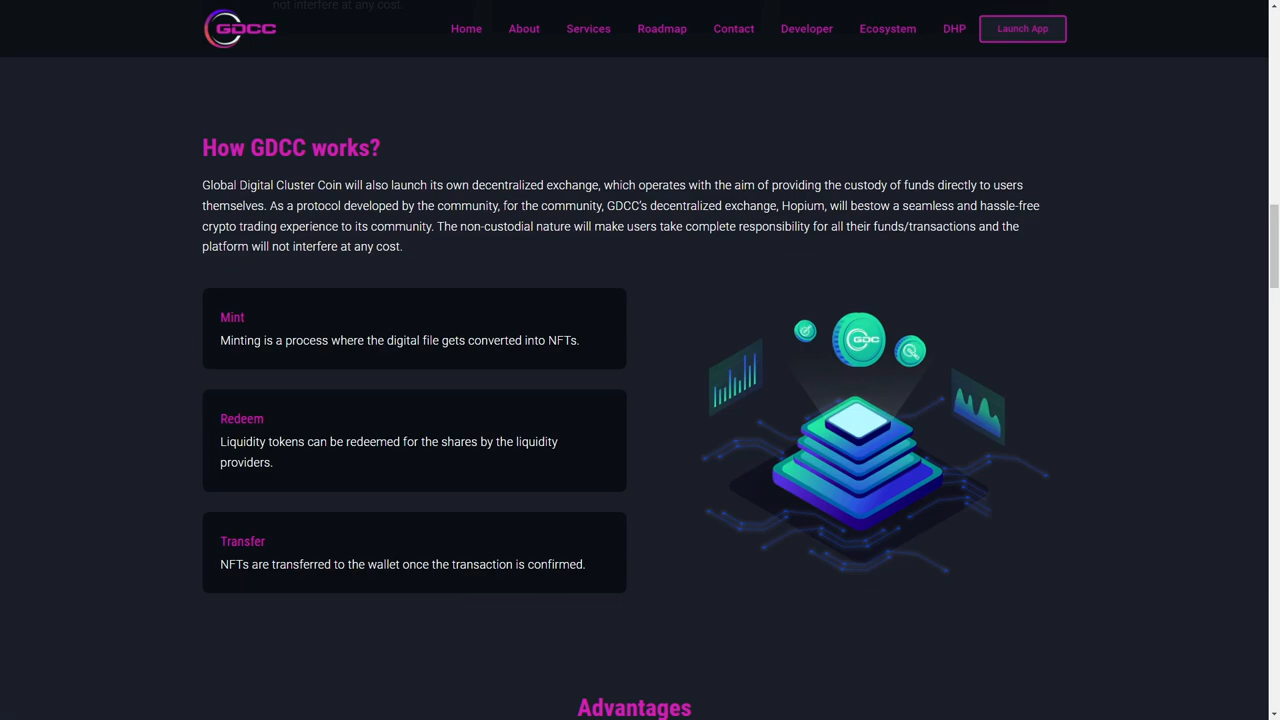 not interfere at any cost
GDCC
Home
About
Services
Roadmap
Contact
Developer
Ecosystem
DHP
Launch App
How GDCC works?
Global Digital Cluster Coin will also launch its own decentralized exchange, which operates with the aim of providing the custody of funds directly to users
themselves. As a protocol developed by the community, for the community, GDCC’s decentralized exchange, Hopium, will bestow a seamless and hassle-free
crypto trading experience to its community. The non-custodial nature will make users take complete responsibility for all their funds/transactions and the
platform will not interfere at any cost.
Mint
Minting is a process where the digital file gets converted into NFTs.
Redeem
Liquidity tokens can be redeemed for the shares by the liquidity
providers.
Transfer
NFTs are transferred to the wallet once the transaction is confirmed.
GDC
Advantages